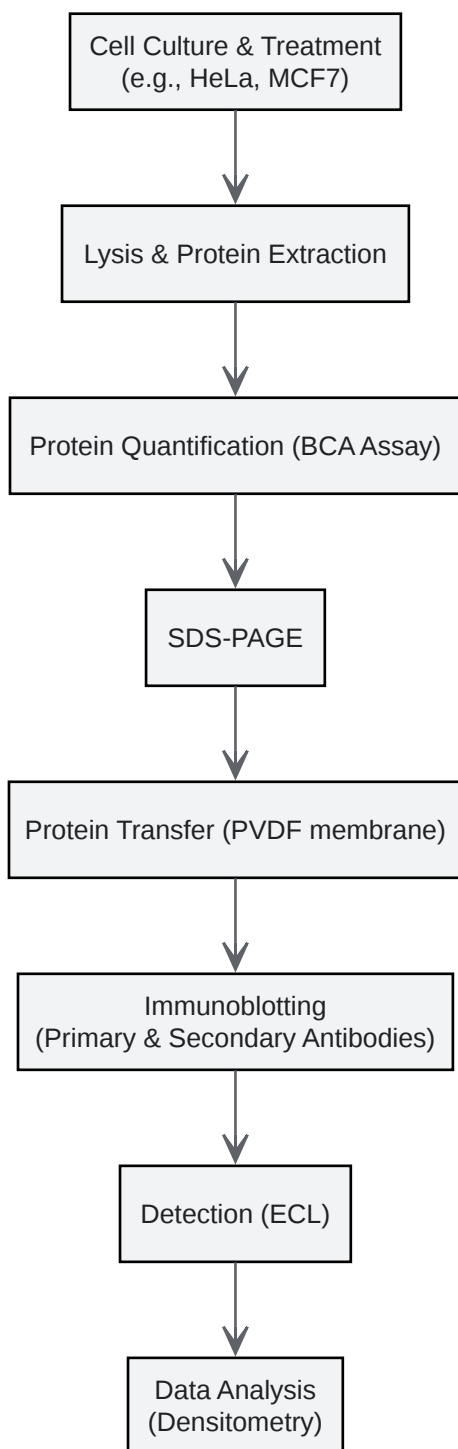 Cell Culture & Treatment
(e.g., HeLa, MCF7)
Lysis & Protein Extraction
Protein Quantification (BCA Assay)
SDS-PAGE
Protein Transfer (PVDF membrane)
Immunoblotting
(Primary & Secondary Antibodies)
Detection (ECL)
Data Analysis
(Densitometry)